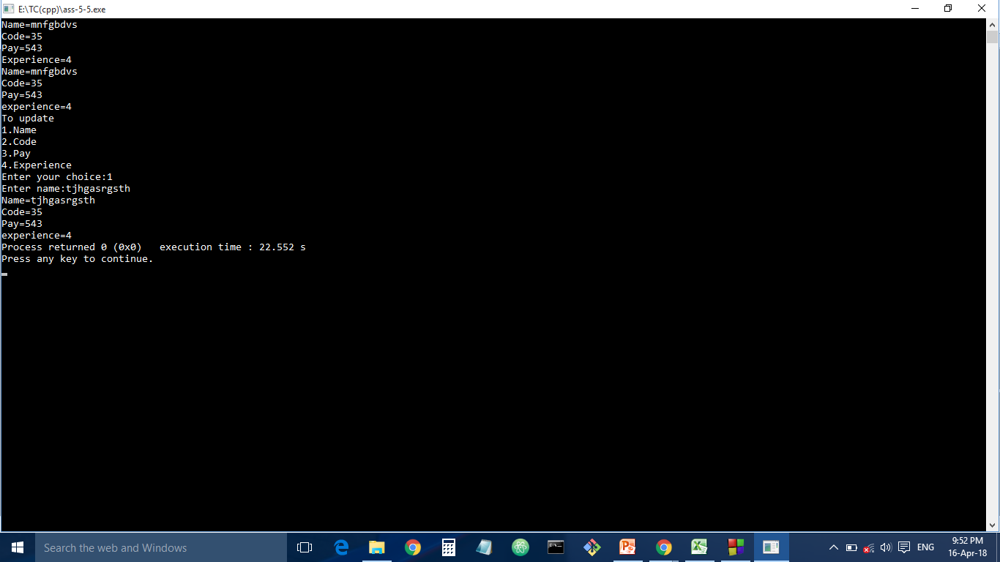 E:\TC(cpp)\ass-5-5.exe
Name=mnfgbdvs
Code=35
Pay=543
Experience=4
Name=mnfgbdvs
Code=35
Pay=543
experience=4
To update
1.Name
2.Code
3.Pay
4.Experience
Enter your choice:1
Enter name:tjhgasrgsth
Name=tjhgasrgsth
Code=35
Pay=543
experience=4
Process returned 0 (0x0)   execution time : 22.552 s
Press any key to continue.
Search the web and Windows
ENG
9:52 PM
16-Apr-18